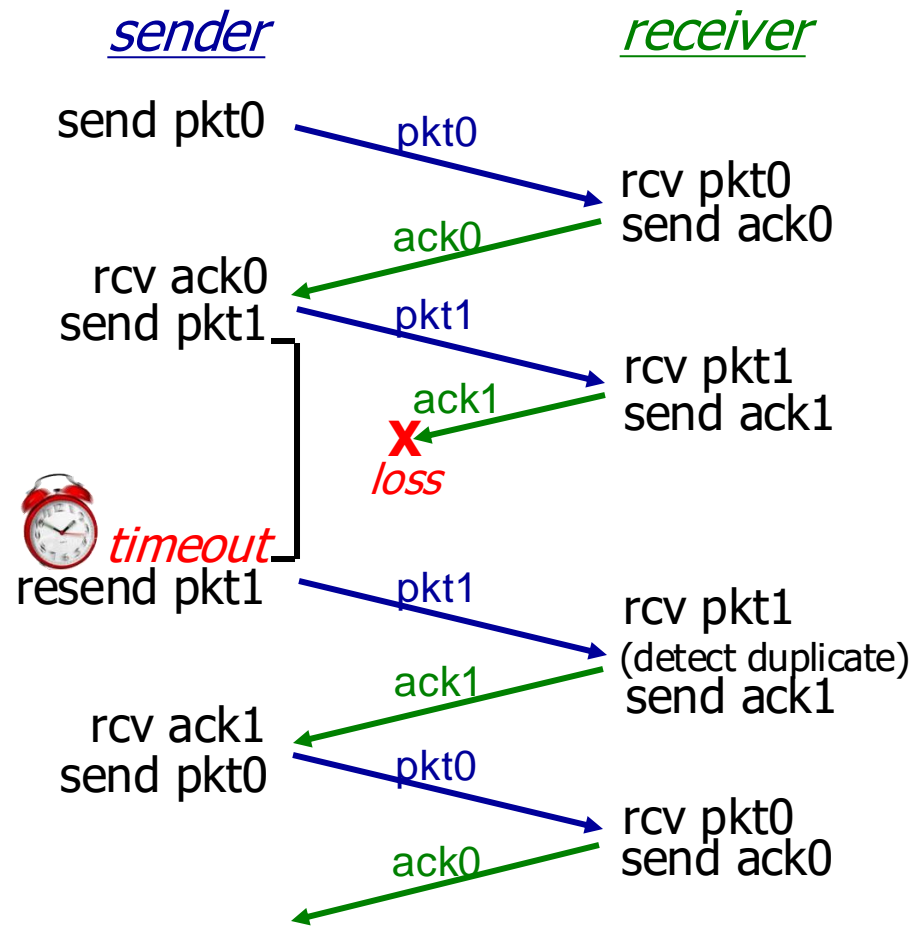 sender
receiver
send pkt0
pkt0
rcv pkt0
send ack0
ack0
rcv ack0
send pkt1
pkt1
rcv pkt1
send ack1
ack1
X
loss
timeout
resend pkt1
pkt1
rcv pkt1
(detect duplicate)
send ack1
ack1
rcv ack1
send pkt0
pkt0
rcv pkt0
send ack0
ack0